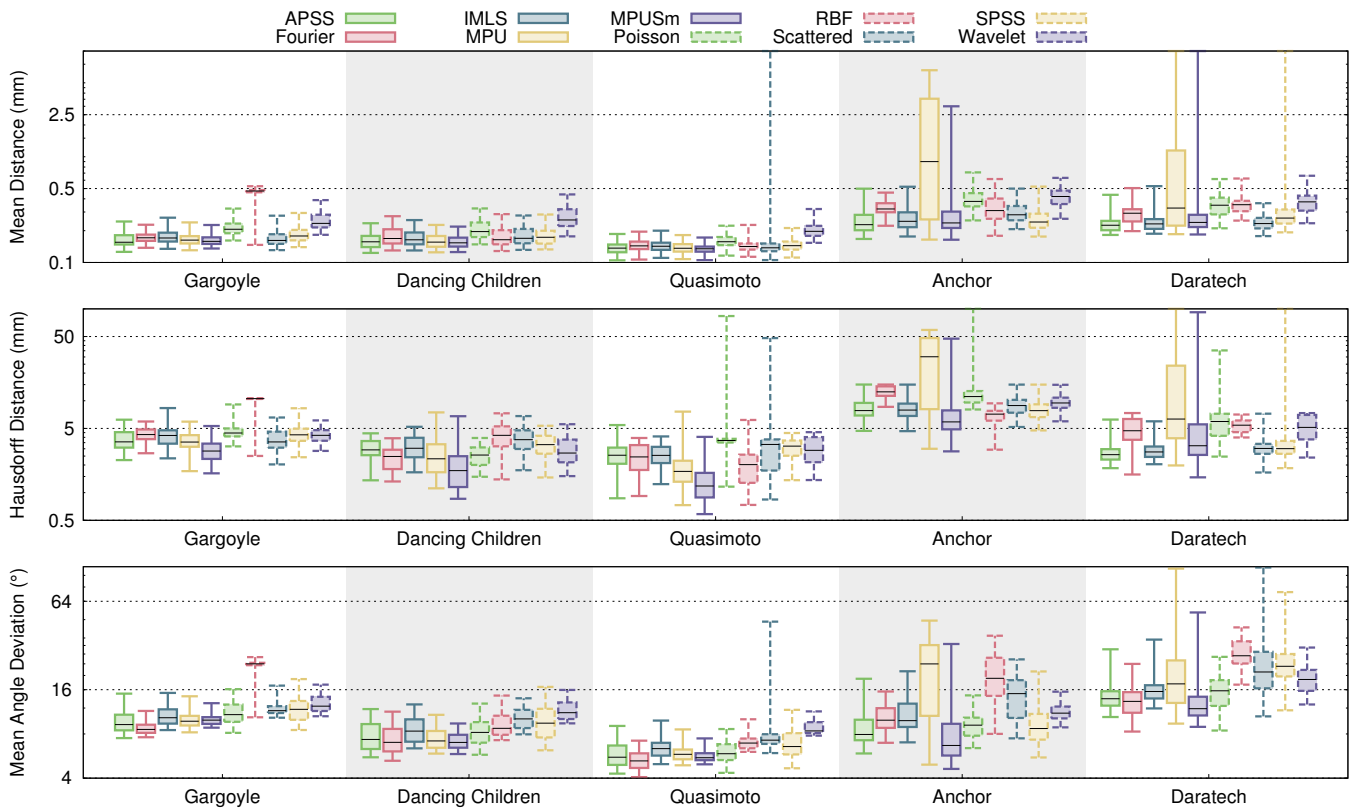 APSS IMLS MPUSm RBF SPSS
Fourier MPU Poisson Scattered Wavelet
Mean Distance (mm)
2.5
0.5
0.1
Gargoyle Dancing Children Quasimoto Anchor Daratech
Hausdorff Distance (mm)
50
5
0.5
Gargoyle Dancing Children Quasimoto Anchor Daratech
Mean Angle Deviation (°)
64
16
4
Gargoyle Dancing Children Quasimoto Anchor Daratech